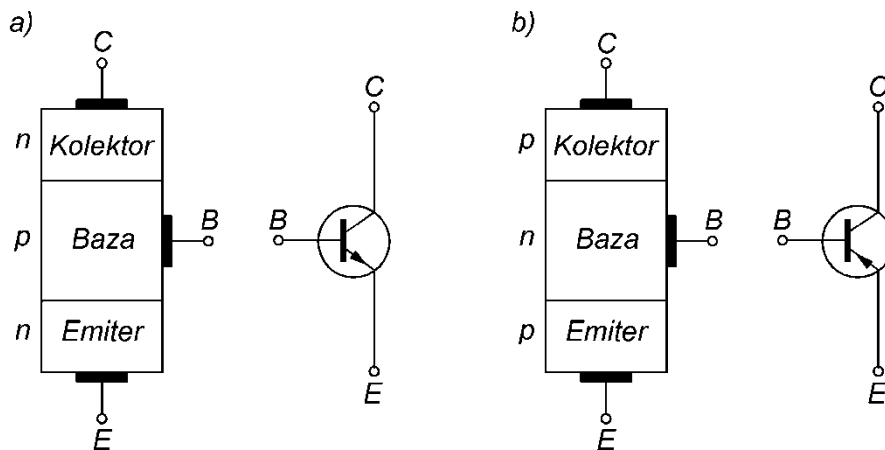 a)
C
n Kolektor
p Baza B
n Emiter
E
C
B
E
b)
C
p Kolektor
n Baza B
p Emiter
E
C
B
E